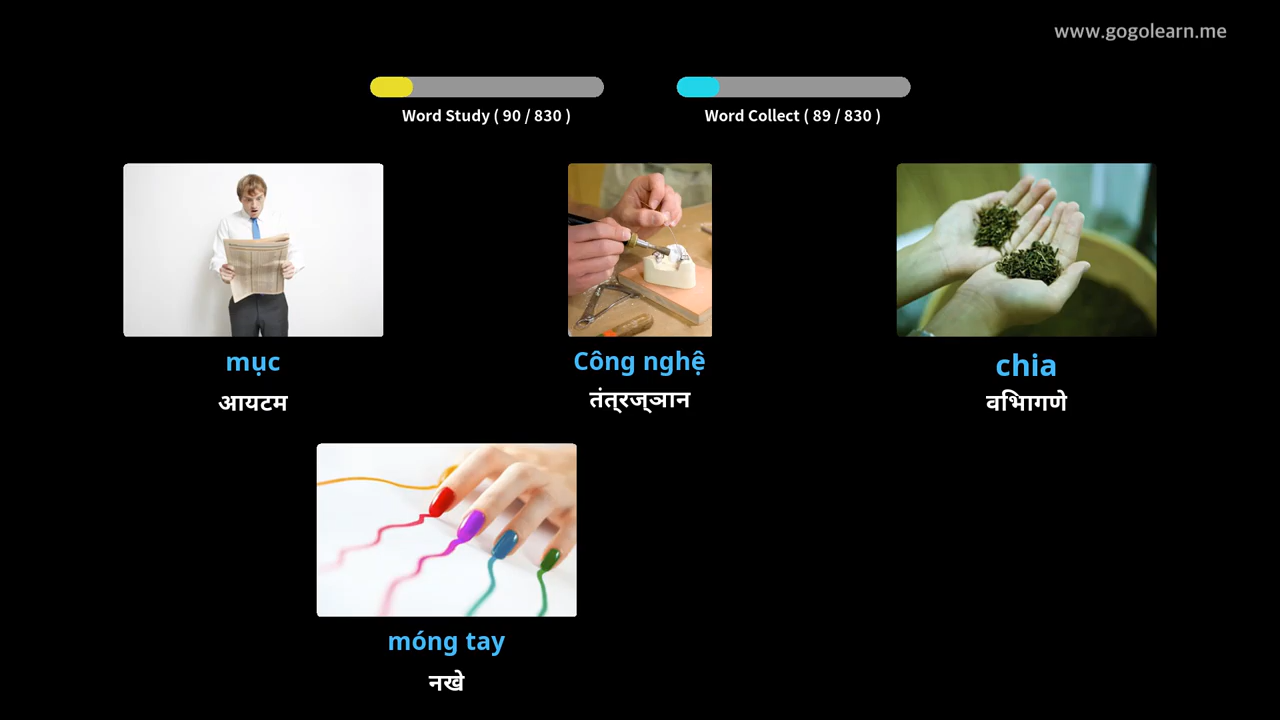 www.gogolearn.me
Word Study ( 90 / 830 )
Word Collect ( 89 / 830 )
mục
आयटम
Công nghệ
तंत्रज्ञान
chia
वभिागणे
móng tay
नखे